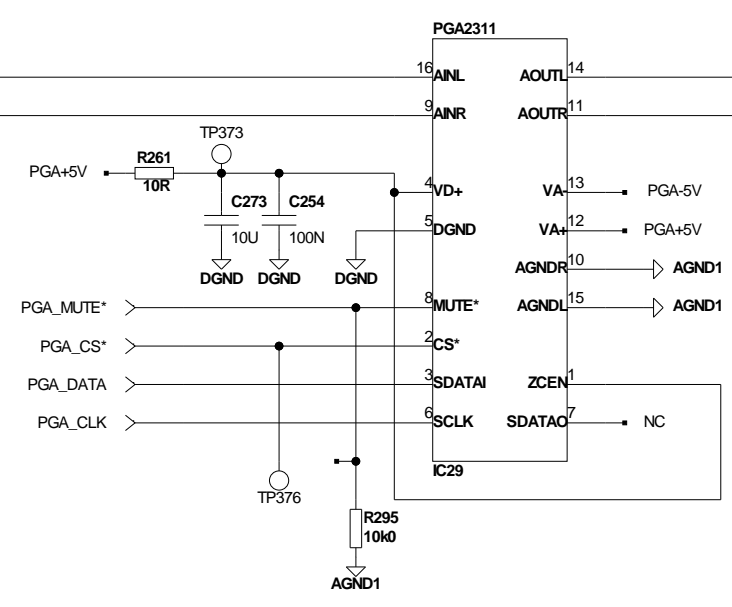 PGA2311
16 AINL AOUTL 14
9 AINR AOUTR 11
TP373
R261
PGA+5V
10R
4 VD+ VA- 13 PGA-5V
C273 C254
10U 100N
5 DGND VA+ 12 PGA+5V
DGND DGND DGND
AGNDR 10 AGND1
PGA_MUTE* 8 MUTE* AGNDL 15 AGND1
PGA_CS* 2 CS*
PGA_DATA 3 SDATAI ZCEN 1
PGA_CLK 6 SCLK SDATAO 7 NC
IC29
TP376
R295
10k0
AGND1